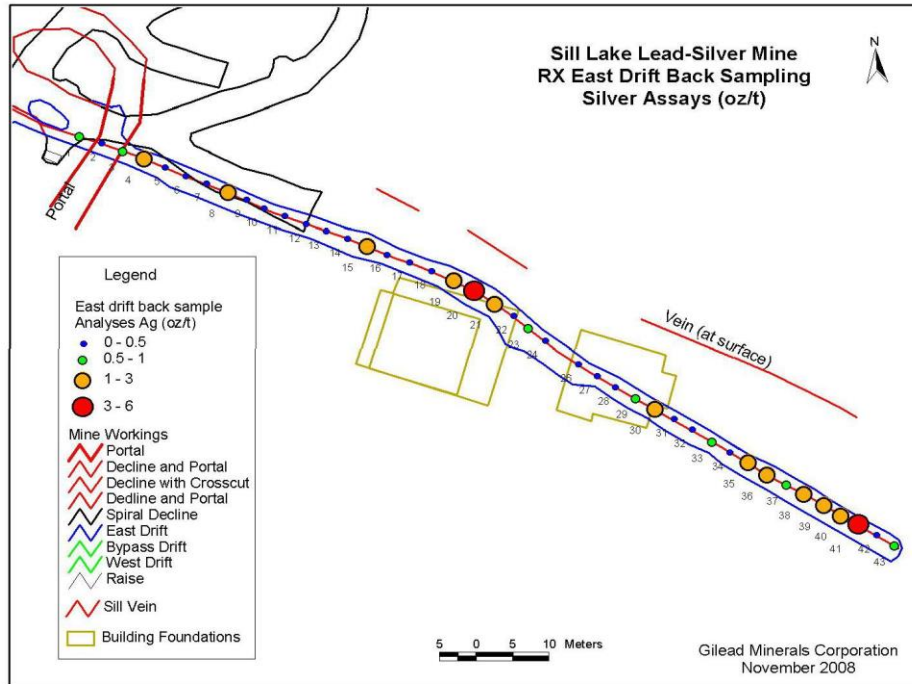 Sill Lake Lead-Silver Mine
RX East Drift Back Sampling
Silver Assays (oz/t)
N
1
2
3
4
5
6
7
8
9
10
11
12
13
14
15
16
17
18
19
20
21
22
23
24
26
27
28
29
30
31
32
33
34
35
36
37
38
39
40
41
42
43
Portal
Vein (at surface)
Legend
East drift back sample
Analyses Ag (oz/t)
0 - 0.5
0.5 - 1
1 - 3
3 - 6
Mine Workings
Portal
Decline and Portal
Decline with Crosscut
Dedline and Portal
Spiral Decline
East Drift
Bypass Drift
West Drift
Raise
Sill Vein
Building Foundations
5 0 5 10 Meters
Gilead Minerals Corporation
November 2008